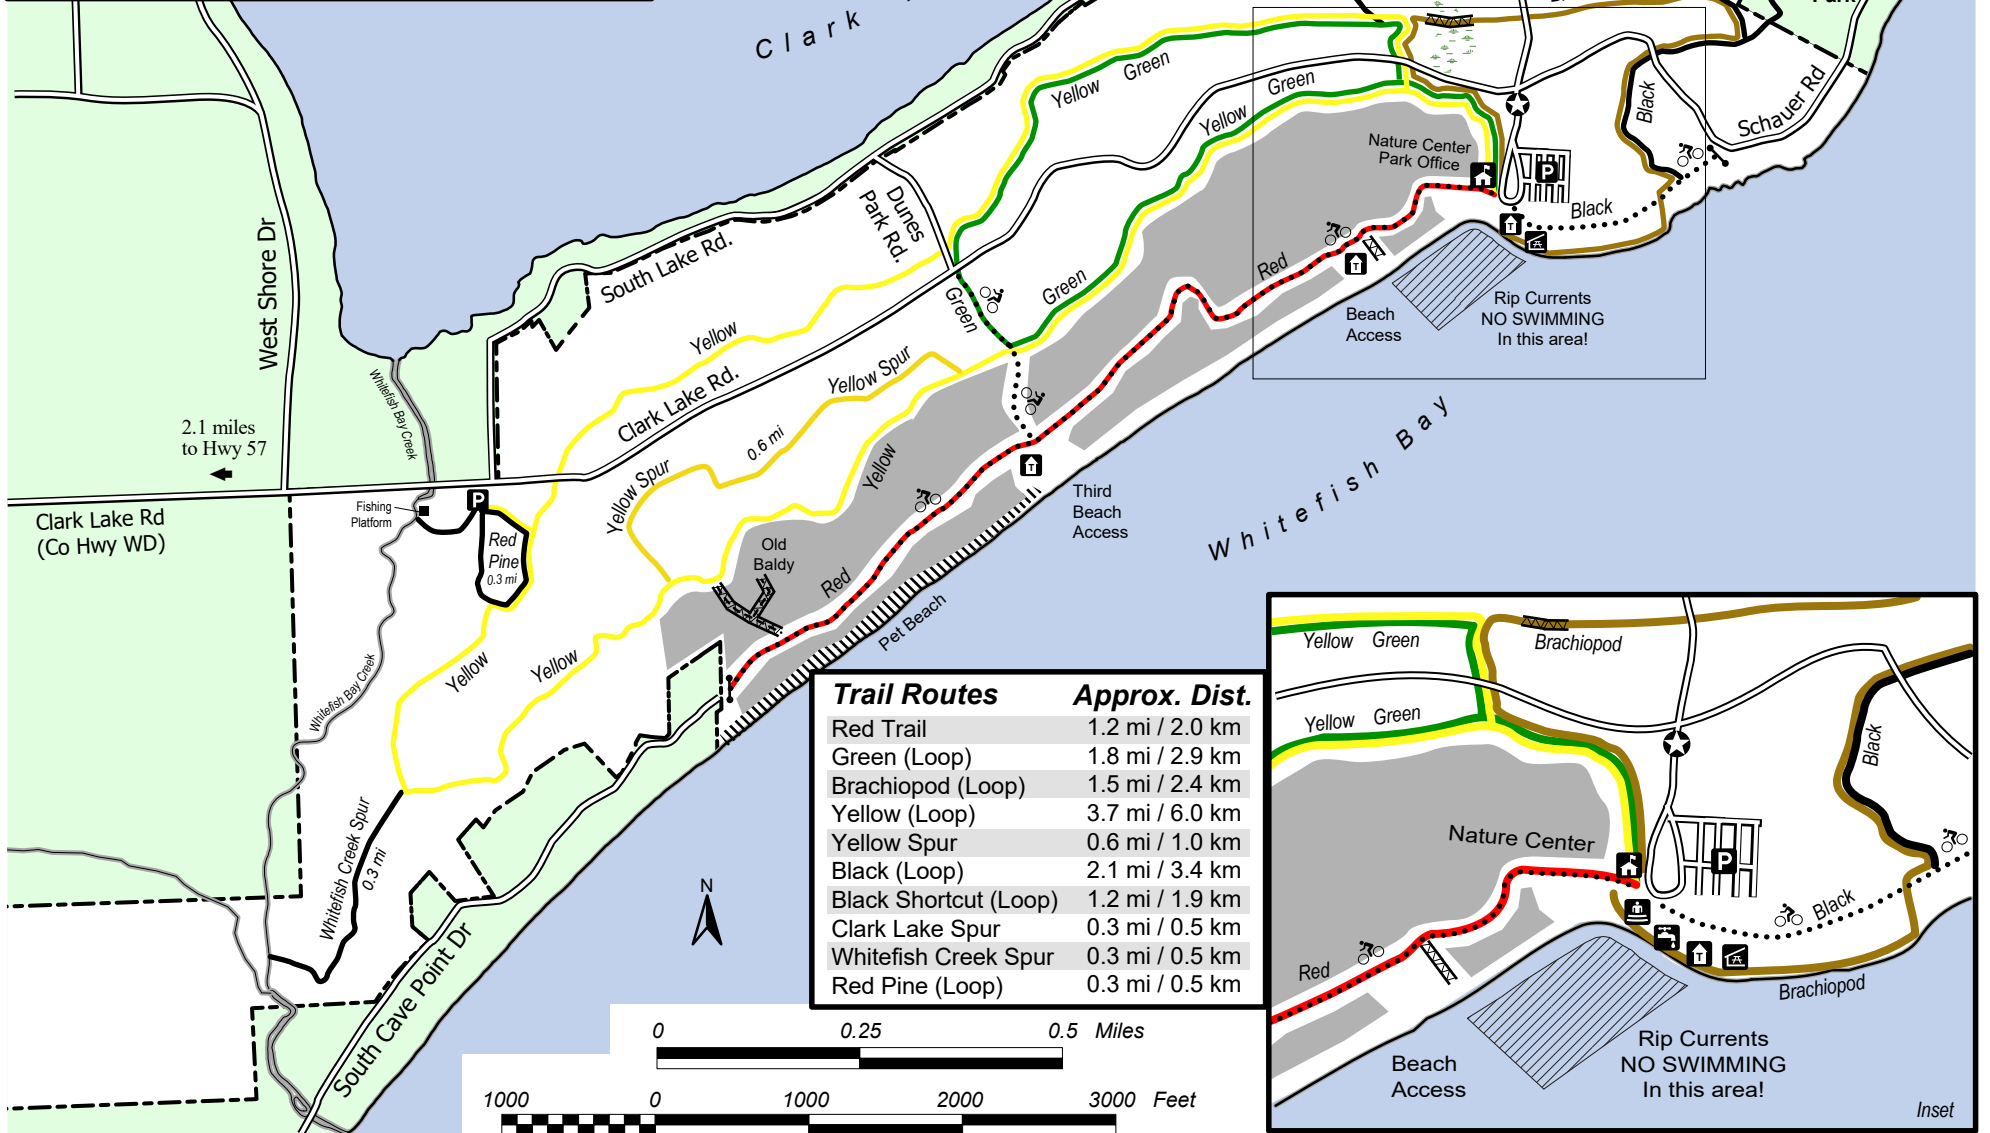 Clark
Park
Yellow
Green
Yellow
Green
Black
Schauer Rd
Nature Center
Park Office
P
Black
T
T
Red
Dunes
Park Rd.
South Lake Rd.
West Shore Dr
Green
Green
Rip Currents
NO SWIMMING
In this area!
Beach
Access
Yellow
Clark Lake Rd.
Yellow Spur
0.6 mi
Yellow Spur
Yellow
Whitefish Bay Creek
2.1 miles
to Hwy 57
Whitefish Bay
T
Third
Beach
Access
P
Fishing
Platform
Clark Lake Rd
(Co Hwy WD)
Red
Pine
0.3 mi
Old
Baldy
Red
Pet Beach
Yellow
Yellow
Whitefish Bay Creek
Whitefish Creek Spur
0.3 mi
South Cave Point Dr
N
Trail Routes Approx. Dist.
Red Trail 1.2 mi / 2.0 km
Green (Loop) 1.8 mi / 2.9 km
Brachiopod (Loop) 1.5 mi / 2.4 km
Yellow (Loop) 3.7 mi / 6.0 km
Yellow Spur 0.6 mi / 1.0 km
Black (Loop) 2.1 mi / 3.4 km
Black Shortcut (Loop) 1.2 mi / 1.9 km
Clark Lake Spur 0.3 mi / 0.5 km
Whitefish Creek Spur 0.3 mi / 0.5 km
Red Pine (Loop) 0.3 mi / 0.5 km
0 0.25 0.5 Miles
1000 0 1000 2000 3000 Feet
Yellow Green
Brachiopod
Yellow Green
Black
Nature Center
P
Black
T
Red
Brachiopod
Beach
Access
Rip Currents
NO SWIMMING
In this area!
Inset